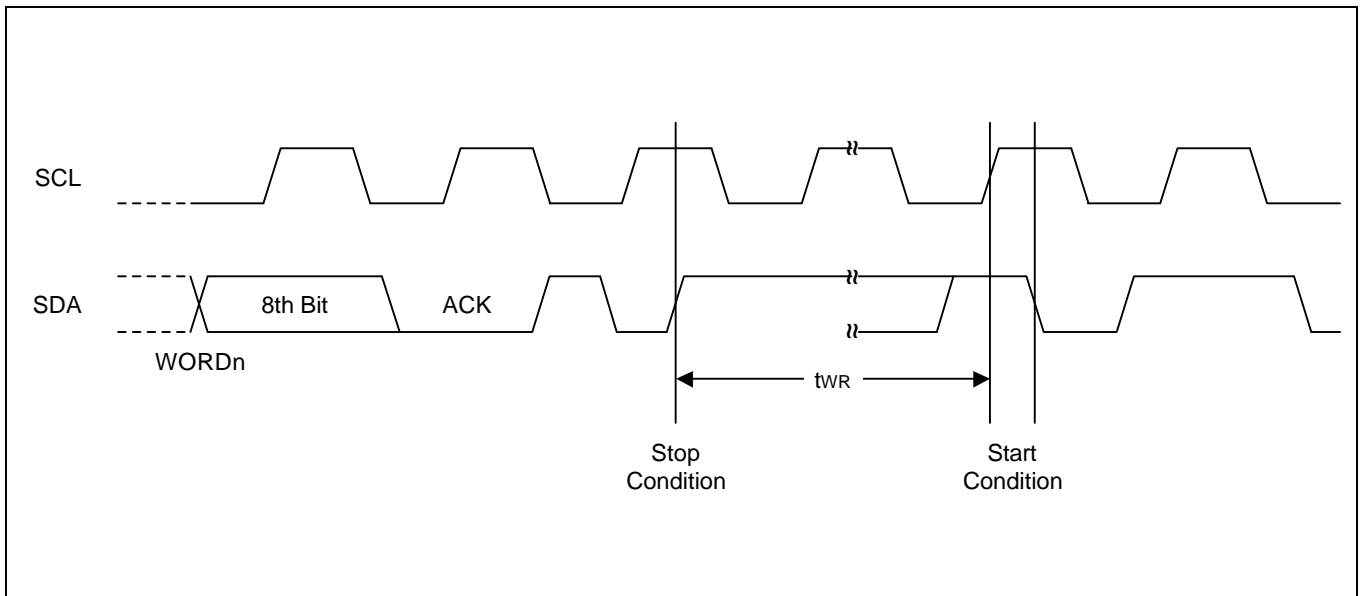 SCL
SDA
8th Bit
ACK
WORDn
tWR
Stop
Condition
Start
Condition